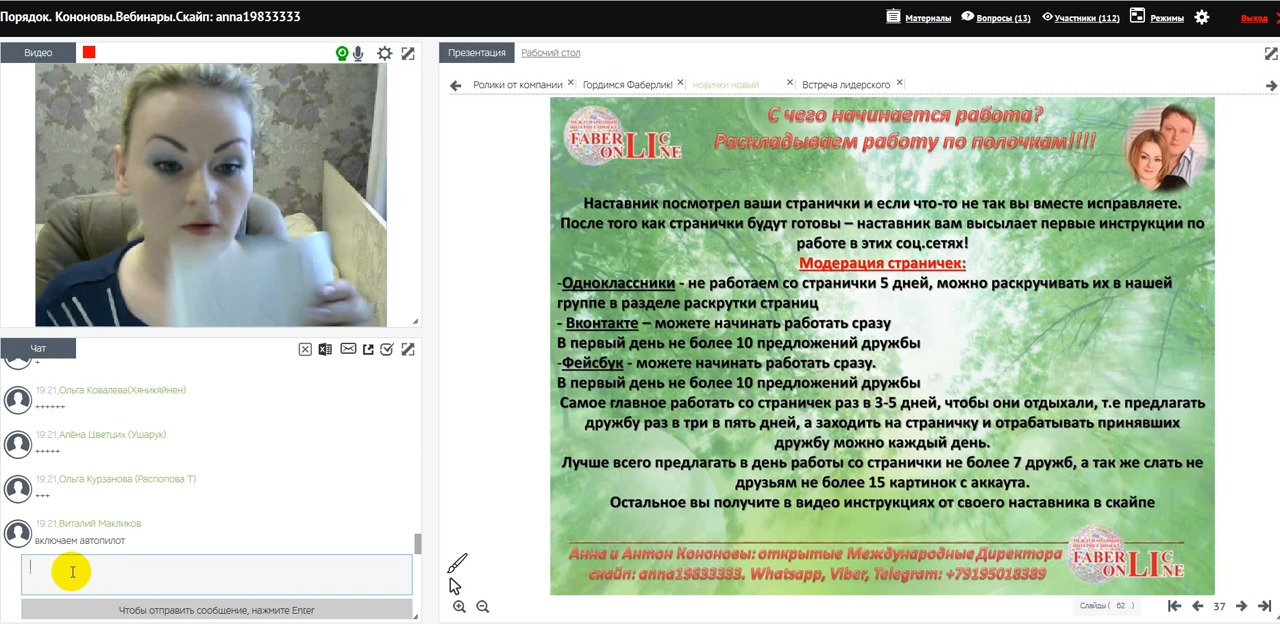 Порядок. Кононовы.Вебинары.Скайп: anna19833333
Материалы
Вопросы (13)
Участники (112)
Режимы
Выход
Видео
Презентация
Рабочий стол
Ролики от компании
Гордимся Фаберлик!
новички новый
Встреча лидерского
МЕЖДУНАРОДНЫЙ
ИНТЕРНЕТ-ПРОЕКТ
FABERLIC
ONLINE
С чего начинается работа?
Раскладываем работу по полочкам!!!!
Наставник посмотрел ваши странички и если что-то не так вы вместе исправляете.
После того как странички будут готовы – наставник вам высылает первые инструкции по
работе в этих соц.сетях!
Модерация страничек:
-Одноклассники - не работаем со странички 5 дней, можно раскручивать их в нашей
группе в разделе раскрутки страниц
- Вконтакте – можете начинать работать сразу
В первый день не более 10 предложений дружбы
-Фейсбук - можете начинать работать сразу.
В первый день не более 10 предложений дружбы
Самое главное работать со страничек раз в 3-5 дней, чтобы они отдыхали, т.е предлагать
дружбу раз в три в пять дней, а заходить на страничку и отрабатывать принявших
дружбу можно каждый день.
Лучше всего предлагать в день работы со странички не более 7 дружб, а так же слать не
друзьям не более 15 картинок с аккаута.
Остальное вы получите в видео инструкциях от своего наставника в скайпе
Анна и Антон Кононовы: открытые Международные Директора
скайп: anna19833333. Whatsapp, Viber, Telegram: +79195018389
FABERLIC
ONLINE
Слайды ( 62 )
37
Чат
+
19:21,Ольга Ковалева(Хяникяйнен)
++++++
19:21,Алёна Цветцих (Ушарук)
+++++
19:21,Ольга Курзанова (Распопова Т)
+++
19:21,Виталий Макликов
включаем автопилот
Чтобы отправить сообщение, нажмите Enter